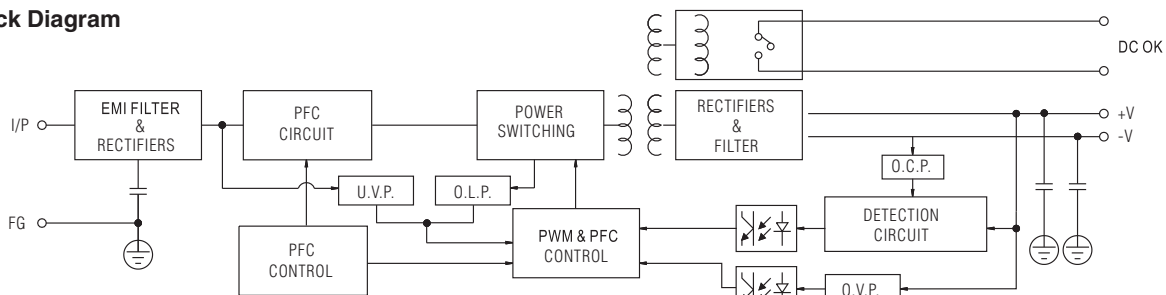 ck Diagram
DC OK
I/P
EMI FILTER
&
RECTIFIERS
PFC
CIRCUIT
POWER
SWITCHING
RECTIFIERS
&
FILTER
+V
-V
O.C.P.
U.V.P.
O.L.P.
FG
PFC
CONTROL
PWM & PFC
CONTROL
DETECTION
CIRCUIT
O.V.P.